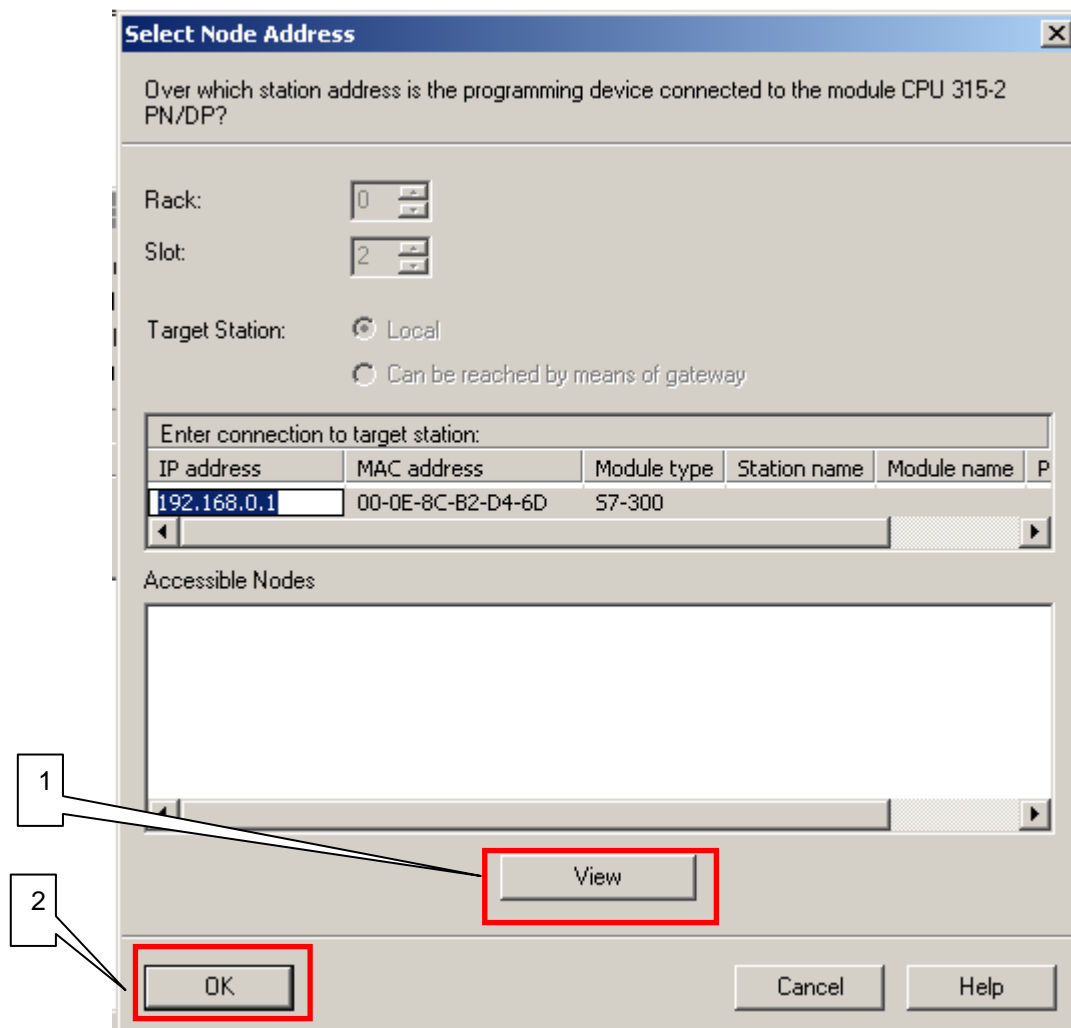 Select Node Address
Over which station address is the programming device connected to the module CPU 315-2
PN/DP?
Rack: 0
Slot: 2
Target Station: Local
Can be reached by means of gateway
Enter connection to target station:
IP address MAC address Module type Station name Module name P
192.168.0.1 00-0E-8C-B2-D4-6D S7-300
Accessible Nodes
1
View
2
OK Cancel Help